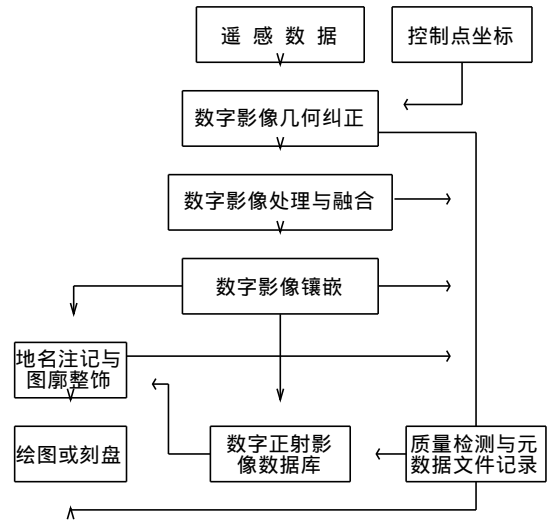 遥 感 数 据
控制点坐标
数字影像几何纠正
数字影像处理与融合
数字影像镶嵌
地名注记与
图廓整饰
绘图或刻盘
数字正射影
像数据库
质量检测与元
数据文件记录